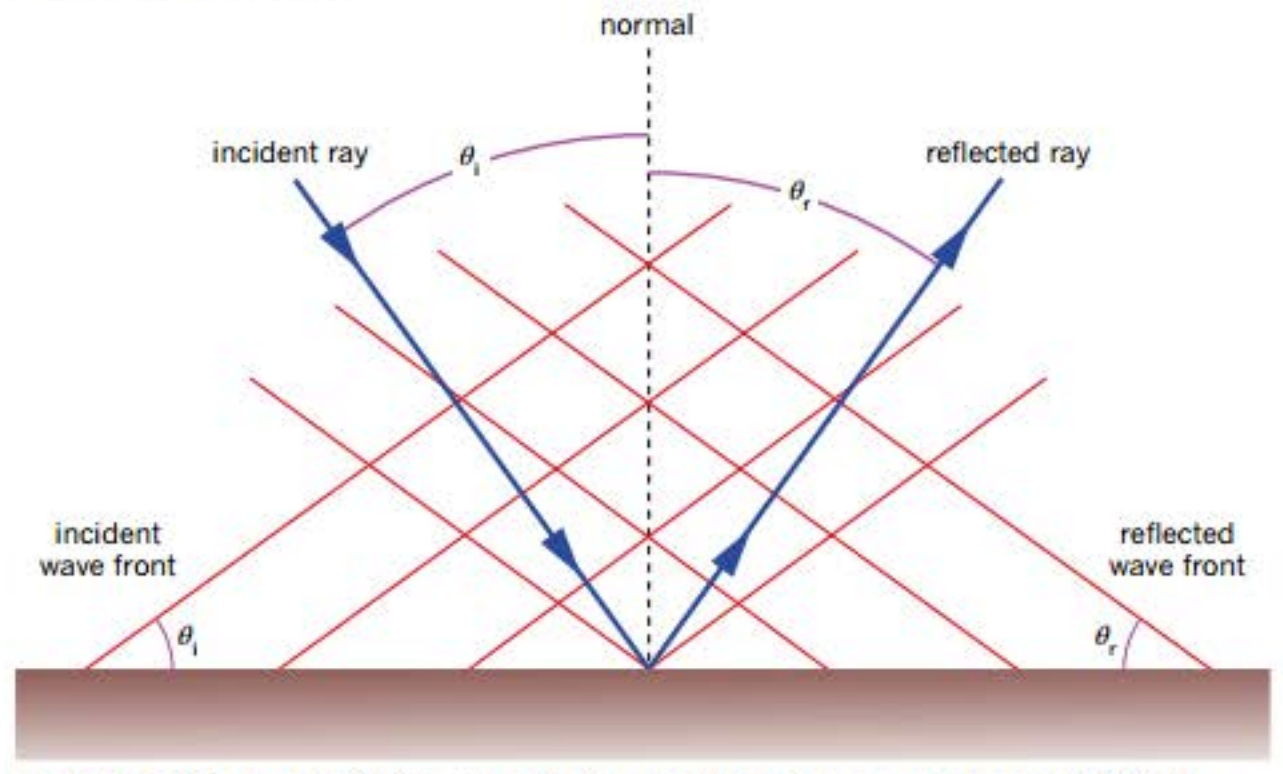 normal
incident ray
θi
reflected ray
θr
incident
wave front
reflected
wave front
θi
θr